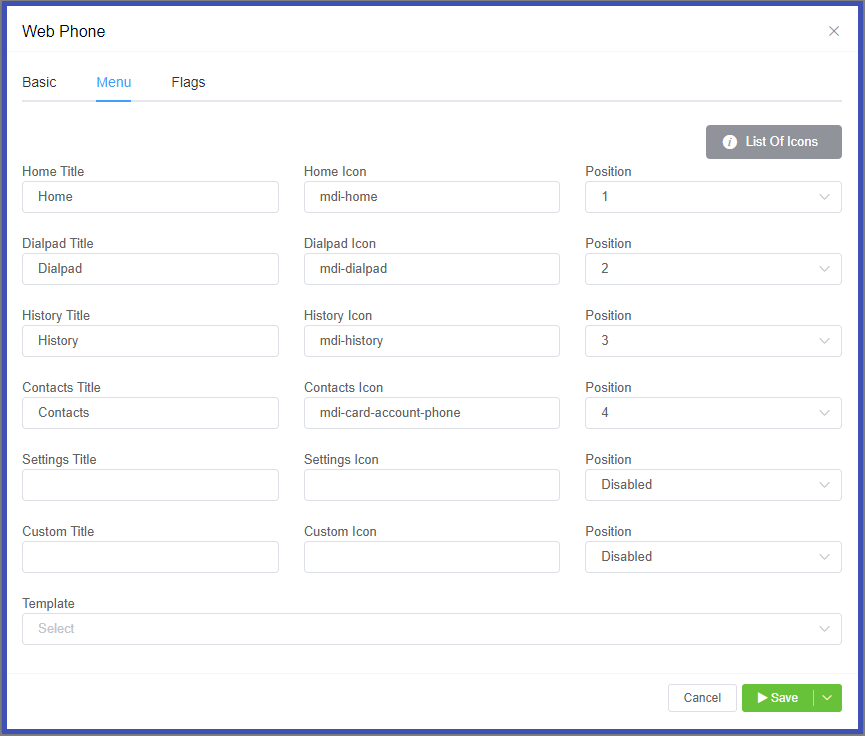 Web Phone
Basic Menu Flags
List Of Icons
Home Title Home Icon Position
Home mdi-home 1
Dialpad Title Dialpad Icon Position
Dialpad mdi-dialpad 2
History Title History Icon Position
History mdi-history 3
Contacts Title Contacts Icon Position
Contacts mdi-card-account-phone 4
Settings Title Settings Icon Position
Disabled
Custom Title Custom Icon Position
Disabled
Template
Select
Cancel Save